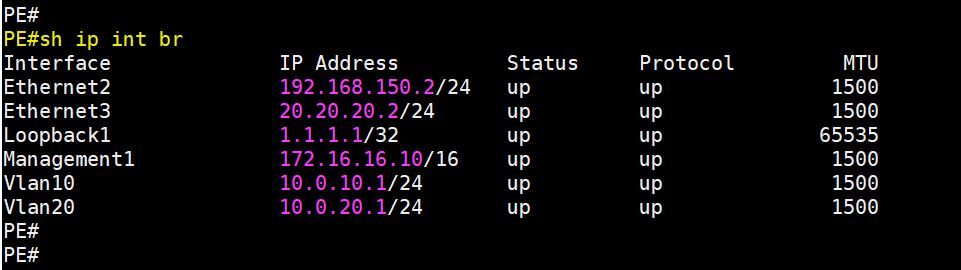 PE#
PE#sh ip int br
Interface IP Address Status Protocol MTU
Ethernet2 192.168.150.2/24 up up 1500
Ethernet3 20.20.20.2/24 up up 1500
Loopback1 1.1.1.1/32 up up 65535
Management1 172.16.16.10/16 up up 1500
Vlan10 10.0.10.1/24 up up 1500
Vlan20 10.0.20.1/24 up up 1500
PE#
PE#